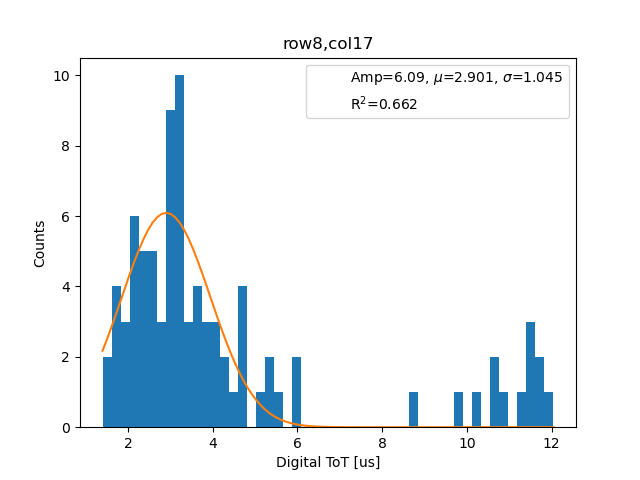 row8,col17
Amp=6.09, μ=2.901, σ=1.045
R²=0.662
Counts
10
8
6
4
2
0
2 4 6 8 10 12
Digital ToT [us]